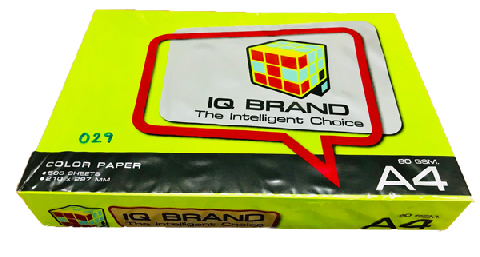 IQ BRAND
The Intelligent Choice
029
COLOR PAPER
500 SHEETS
210 x 297 MM
80 GSM.
A4
IQ BRAND
The Intelligent Choice
80 GSM.
A4